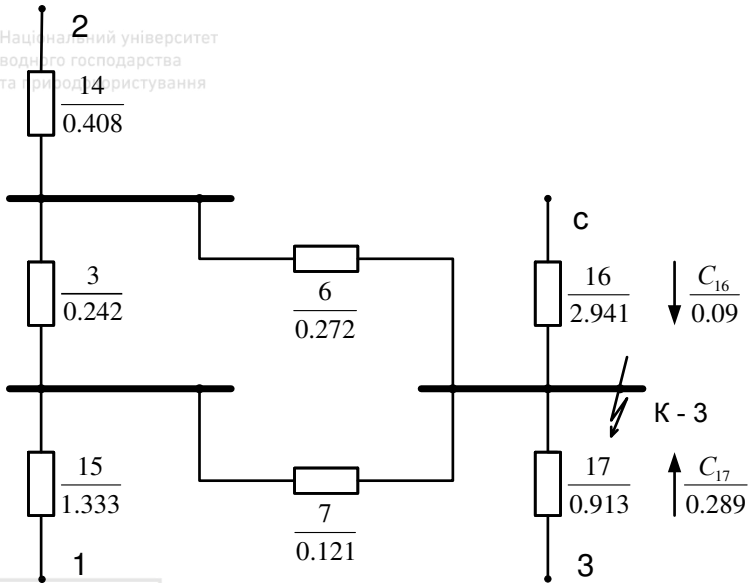 2
Національний університет
водного господарства
та природокористування
14
0.408
с
3
0.242
6
0.272
16
2.941
C16
0.09
К - 3
15
1.333
7
0.121
17
0.913
C17
0.289
1
3